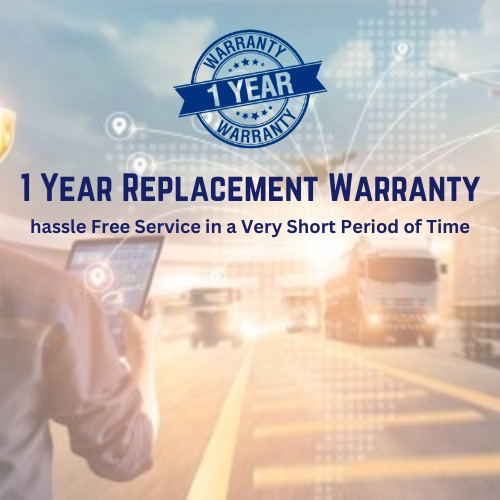 WARRANTY
1 YEAR
WARRANTY
1 Year Replacement Warranty
hassle Free Service in a Very Short Period of Time